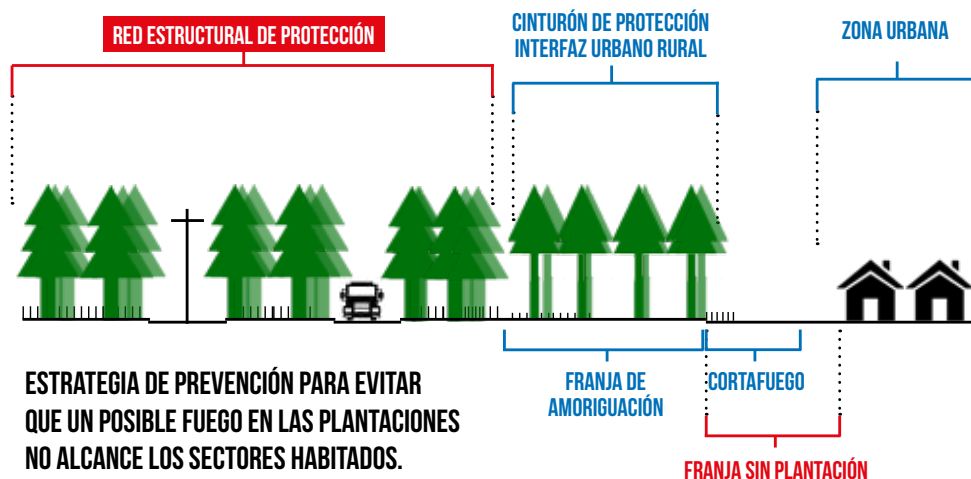 RED ESTRUCTURAL DE PROTECCIÓN
CINTURÓN DE PROTECCIÓN
INTERFAZ URBANO RURAL
ZONA URBANA
FRANJA DE
AMORIGUACIÓN
CORTAFUEGO
FRANJA SIN PLANTACIÓN
ESTRATEGIA DE PREVENCIÓN PARA EVITAR
QUE UN POSIBLE FUEGO EN LAS PLANTACIONES
NO ALCANCE LOS SECTORES HABITADOS.